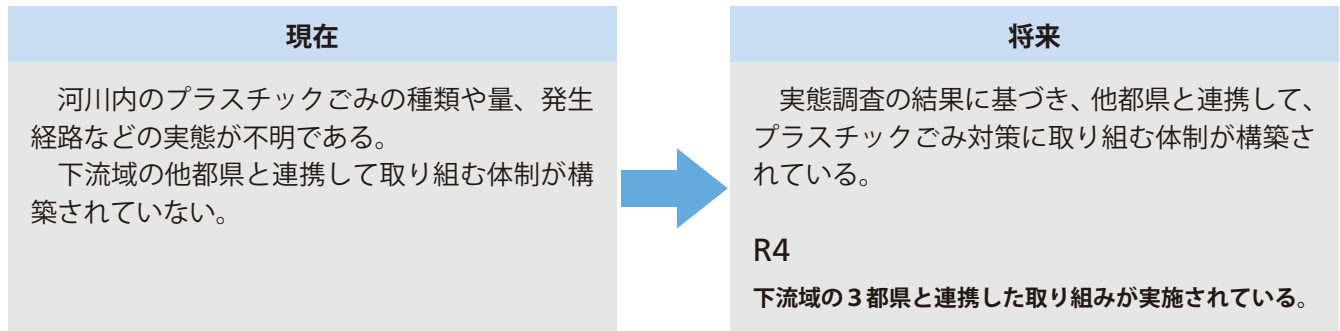 現在
　河川内のプラスチックごみの種類や量、発生
経路などの実態が不明である。
　下流域の他都県と連携して取り組む体制が構
築されていない。
将来
　実態調査の結果に基づき、他都県と連携して、
プラスチックごみ対策に取り組む体制が構築さ
れている。
R4
下流域の３都県と連携した取り組みが実施されている。